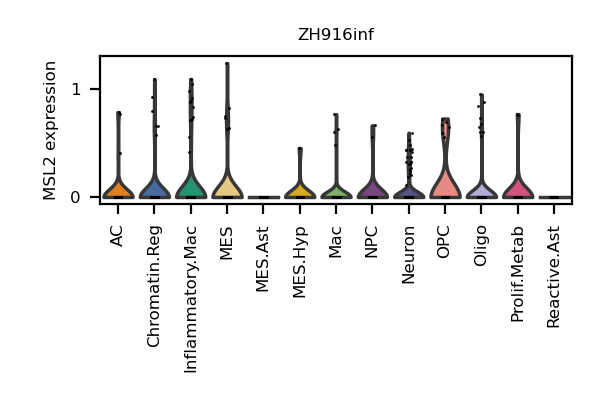 ZH916inf
MSL2 expression
1
0
AC
Chromatin.Reg
Inflammatory.Mac
MES
MES.Ast
MES.Hyp
Mac
NPC
Neuron
OPC
Oligo
Prolif.Metab
Reactive.Ast